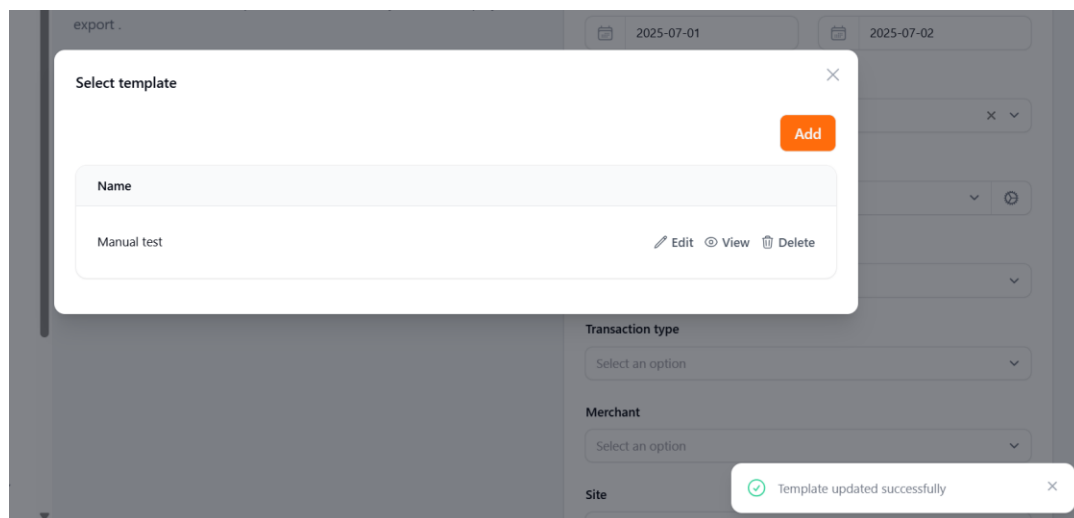 export .
2025-07-01
2025-07-02
Select template
Add
Name
Manual test
Edit View Delete
Transaction type
Select an option
Merchant
Select an option
Site
Template updated successfully